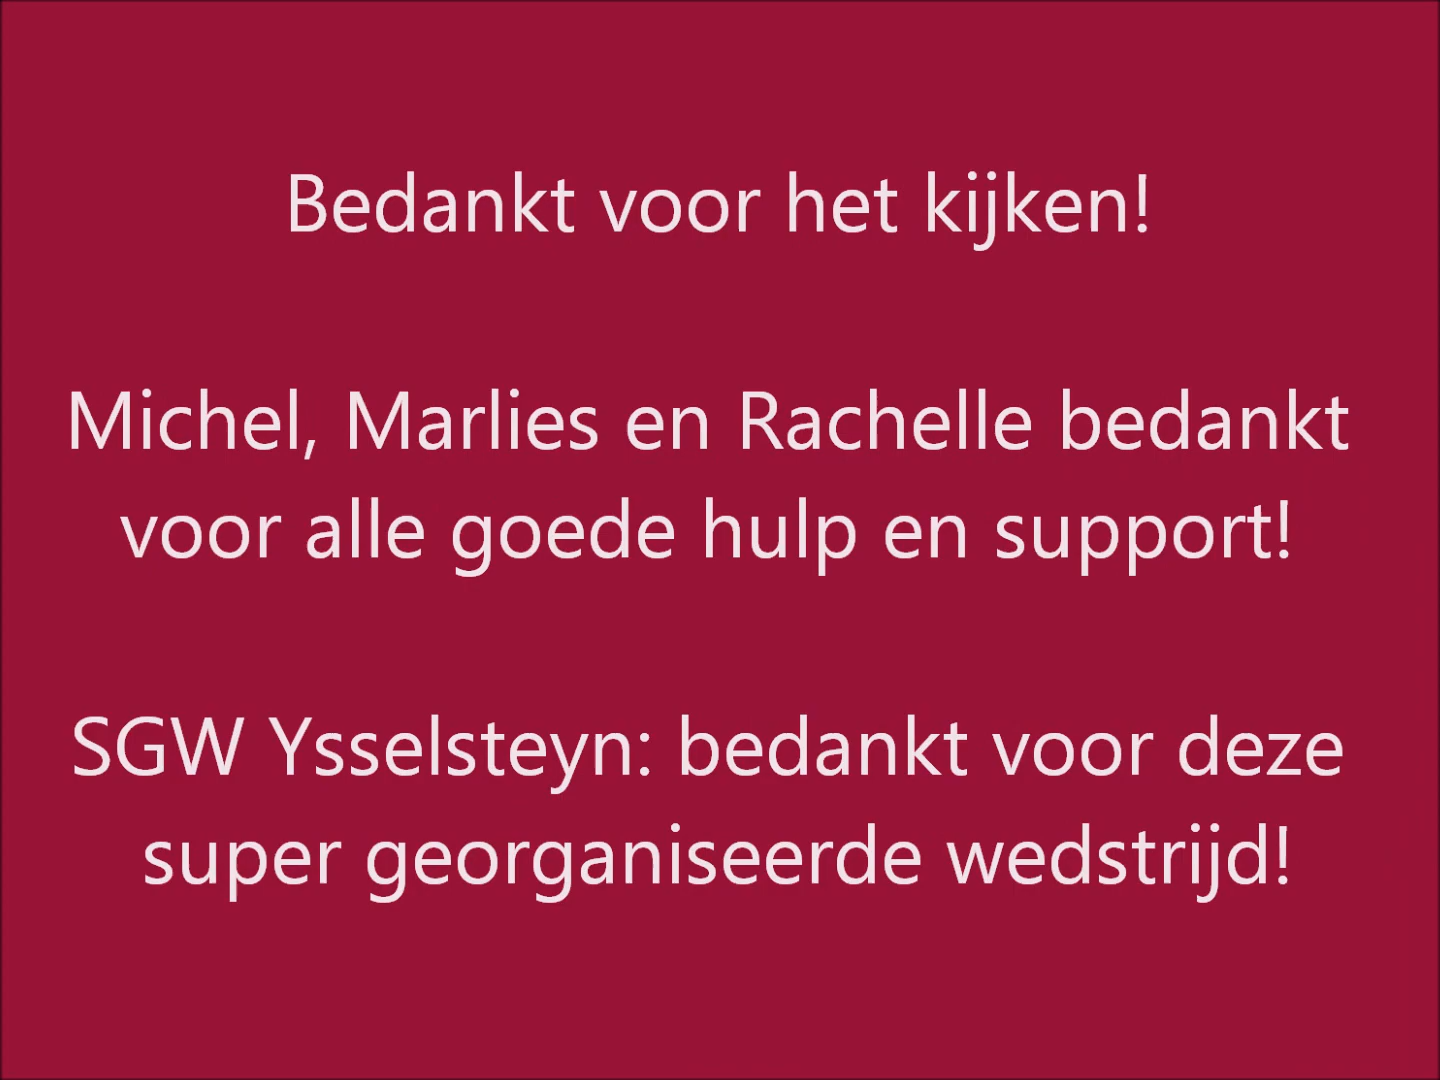 Bedankt voor het kijken!
Michel, Marlies en Rachelle bedankt
voor alle goede hulp en support!
SGW Ysselsteyn: bedankt voor deze
super georganiseerde wedstrijd!